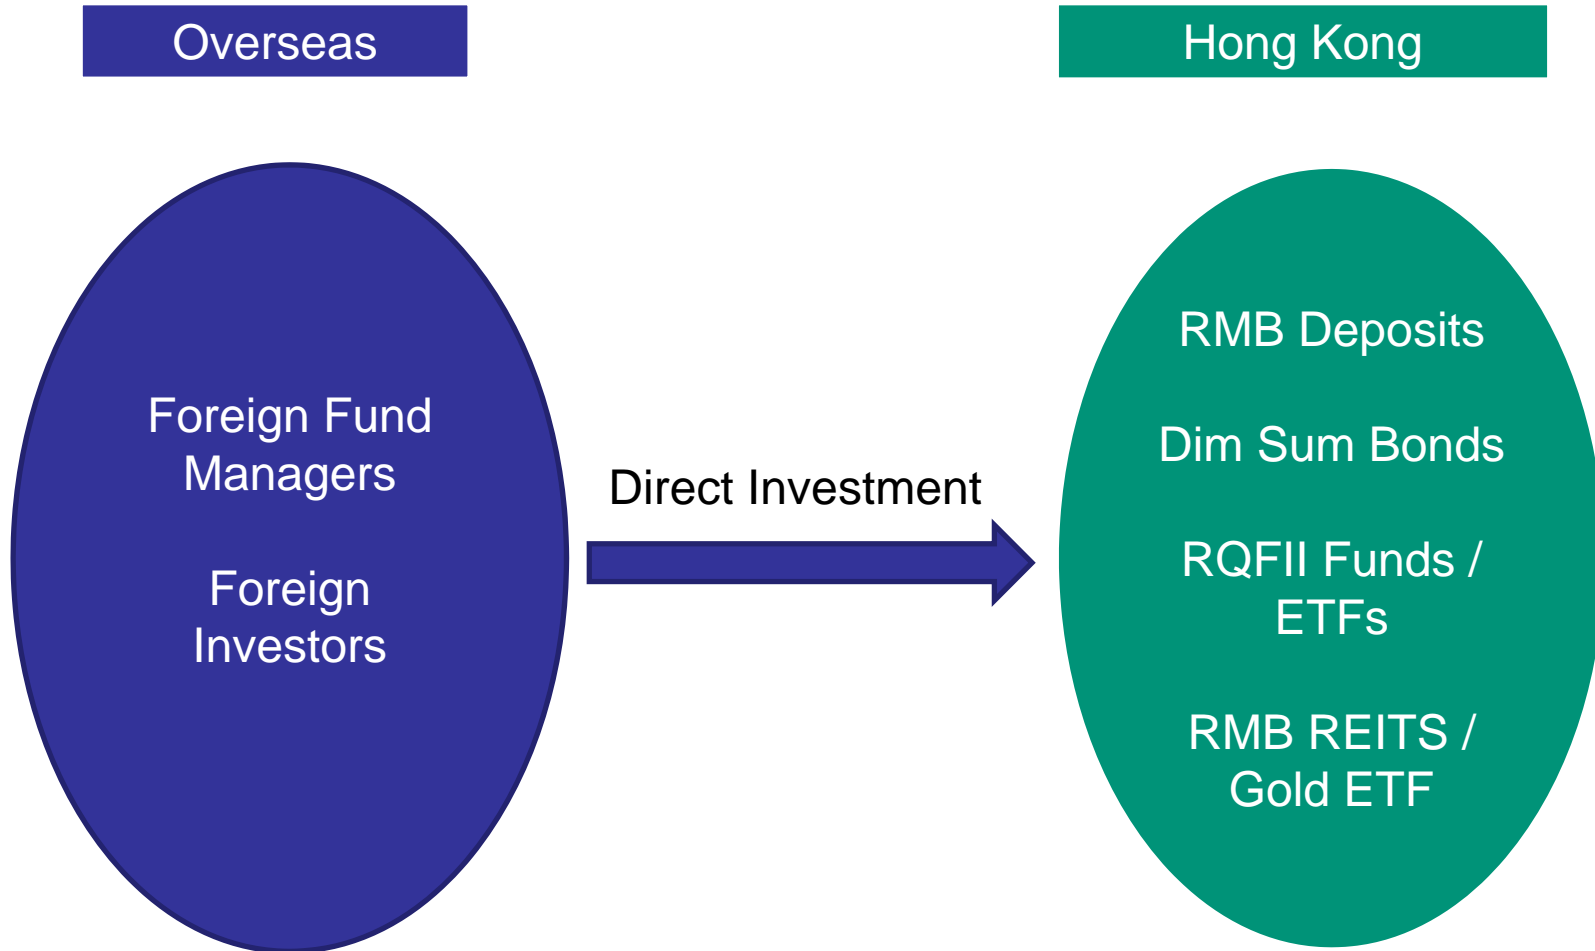 Overseas
Hong Kong
Foreign Fund
Managers
Foreign
Investors
Direct Investment
RMB Deposits
Dim Sum Bonds
RQFII Funds /
ETFs
RMB REITS /
Gold ETF